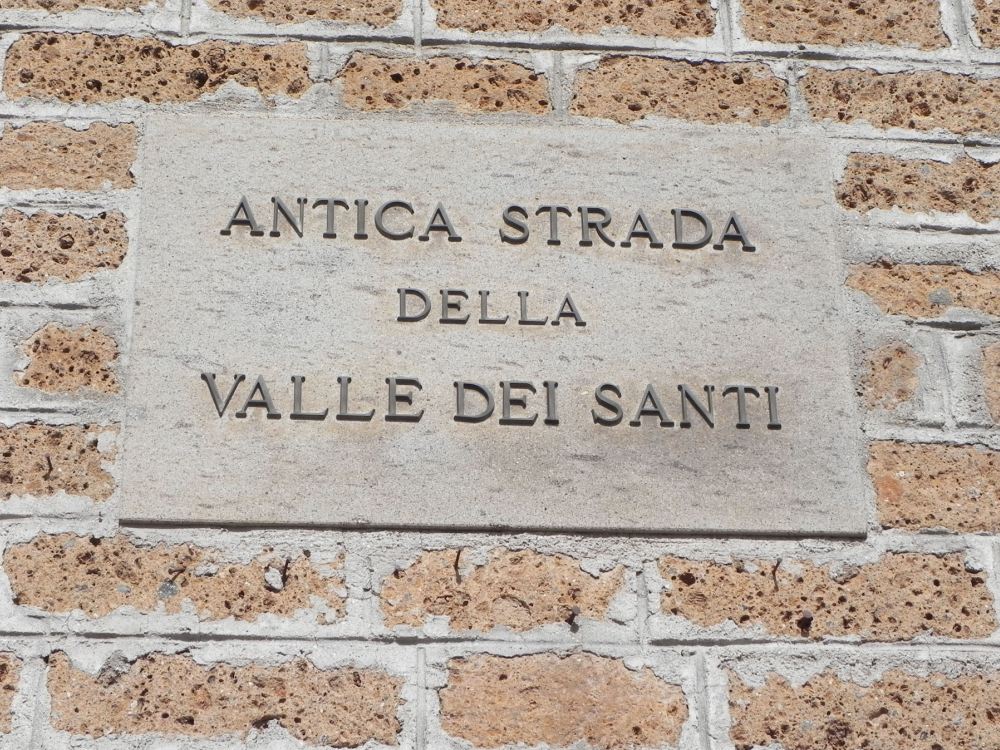 ANTICA STRADA
DELLA
VALLE DEI SANTI